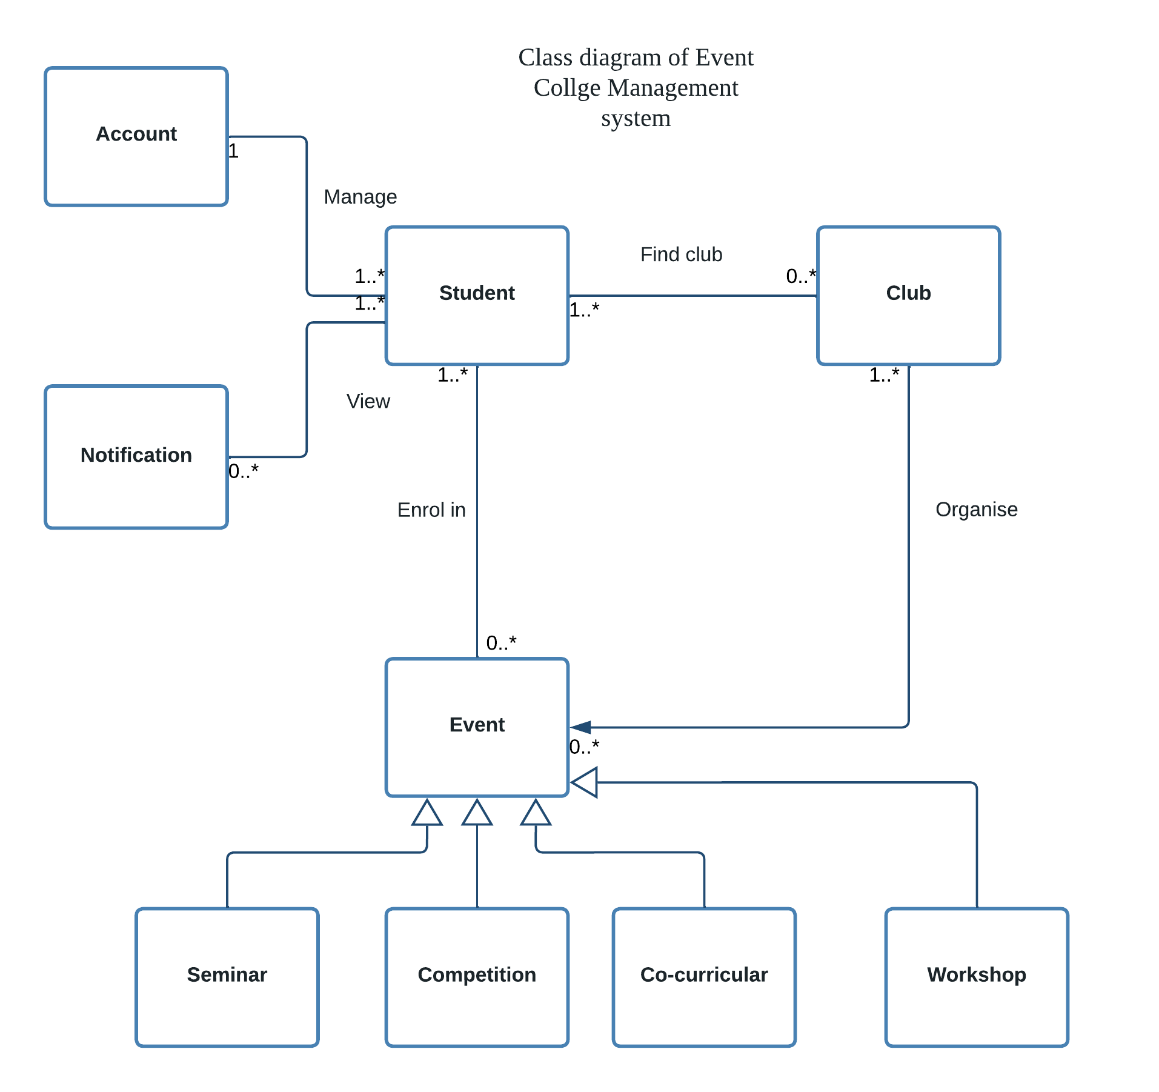 Class diagram of Event
Collge Management
system
Account
1
Manage
1..*
Student
1..*
Find club
0..*
Club
1..*
1..*
1..*
View
Notification
0..*
Enrol in
Organise
0..*
Event
0..*
Seminar
Competition
Co-curricular
Workshop